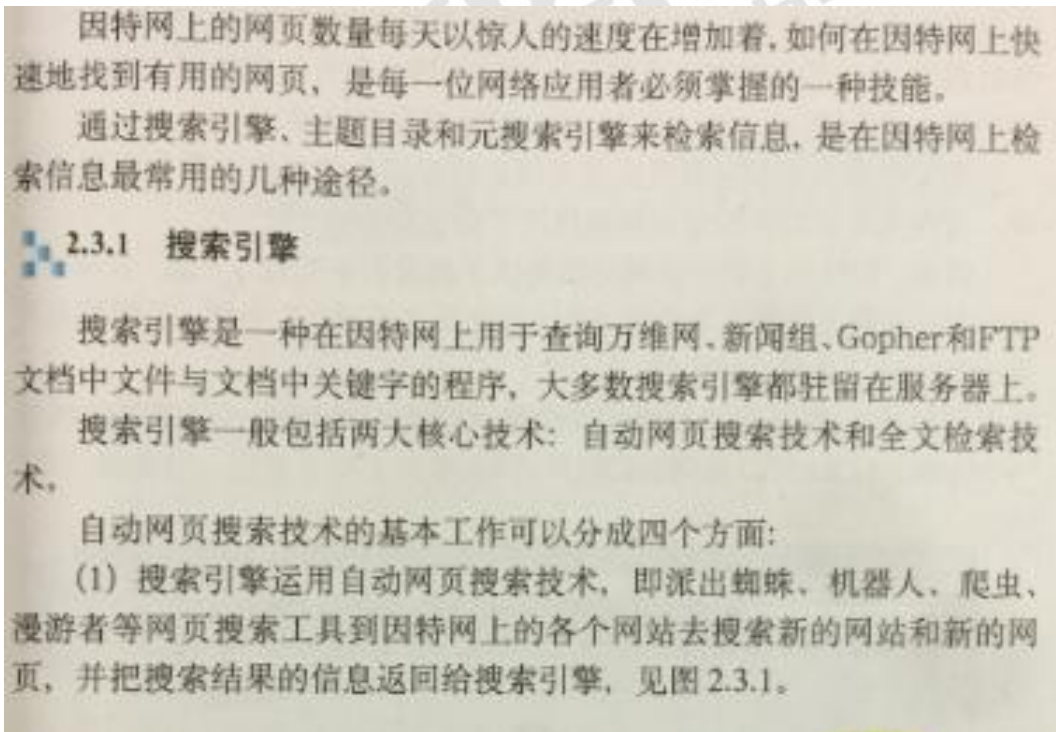 因特网上的网页数量每天以惊人的速度在增加着,如何在因特网上快
速地找到有用的网页，是每一位网络应用者必须掌握的一种技能。
通过搜索引擎、主题目录和元搜索引擎来检索信息,是在因特网上检
索信息最常用的几种途径。
2.3.1 搜索引擎
搜索引擎是一种在因特网上用于查询万维网、新闻组、Gopher和FTP
文档中文件与文档中关键字的程序，大多数搜索引擎都驻留在服务器上。
搜索引擎一般包括两大核心技术：自动网页搜索技术和全文检索技
术。
自动网页搜索技术的基本工作可以分成四个方面:
(1) 搜索引擎运用自动网页搜索技术，即派出蜘蛛、机器人、爬虫、
漫游者等网页搜索工具到因特网上的各个网站去搜索新的网站和新的网
页，并把搜索结果的信息返回给搜索引擎，见图 2.3.1。